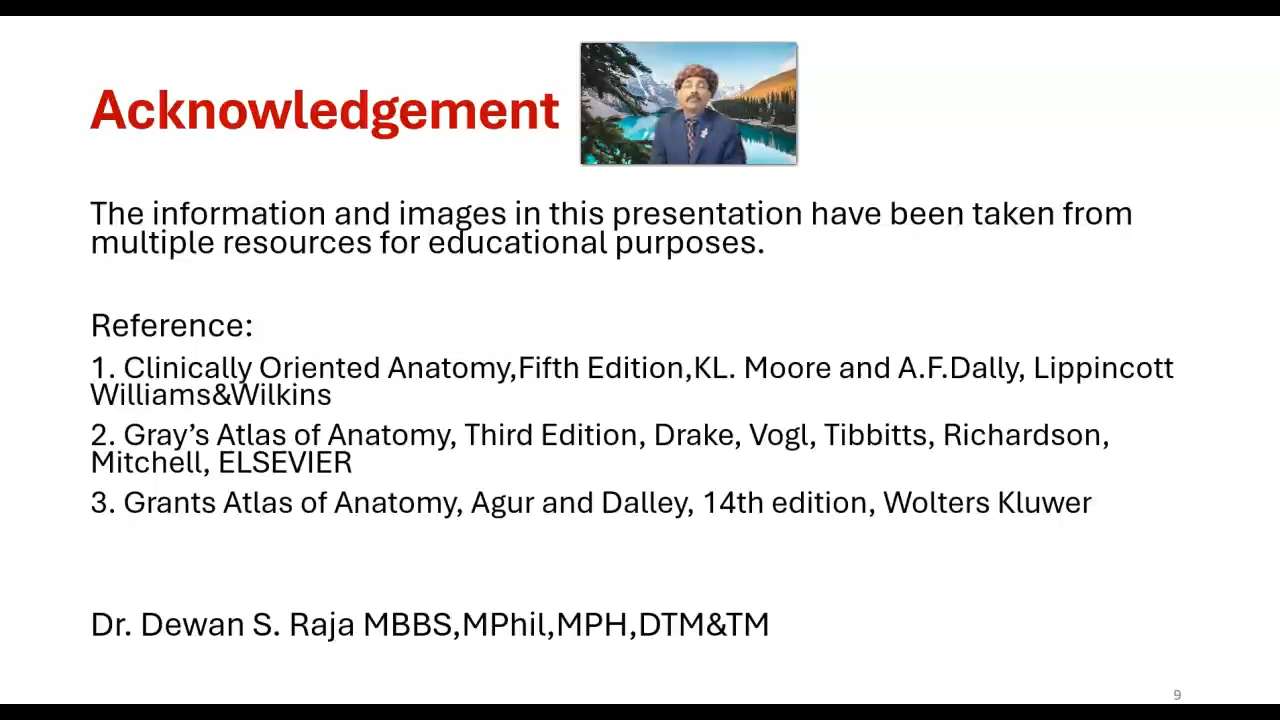 Acknowledgement
The information and images in this presentation have been taken from
multiple resources for educational purposes.
Reference:
1. Clinically Oriented Anatomy,Fifth Edition,KL. Moore and A.F.Dally, Lippincott
Williams&Wilkins
2. Gray’s Atlas of Anatomy, Third Edition, Drake, Vogl, Tibbitts, Richardson,
Mitchell, ELSEVIER
3. Grants Atlas of Anatomy, Agur and Dalley, 14th edition, Wolters Kluwer
Dr. Dewan S. Raja MBBS,MPhil,MPH,DTM&TM
9